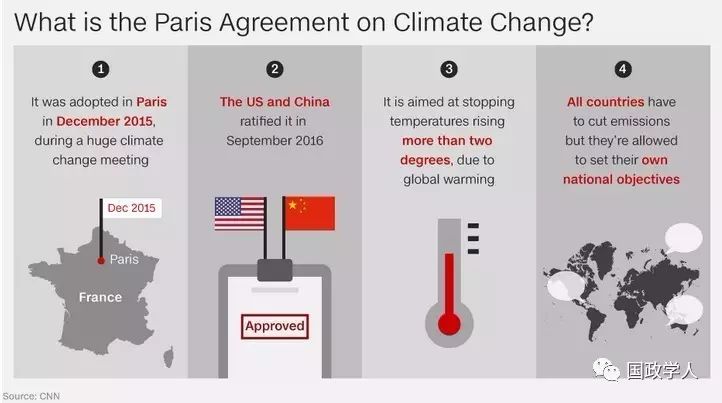 What is the Paris Agreement on Climate Change?
1
It was adopted in Paris
in December 2015,
during a huge climate
change meeting
Dec 2015
Paris
France
2
The US and China
ratified it in
September 2016
Approved
3
It is aimed at stopping
temperatures rising
more than two
degrees, due to
global warming
4
All countries have
to cut emissions
but they're allowed
to set their own
national objectives
国政学人
Source: CNN